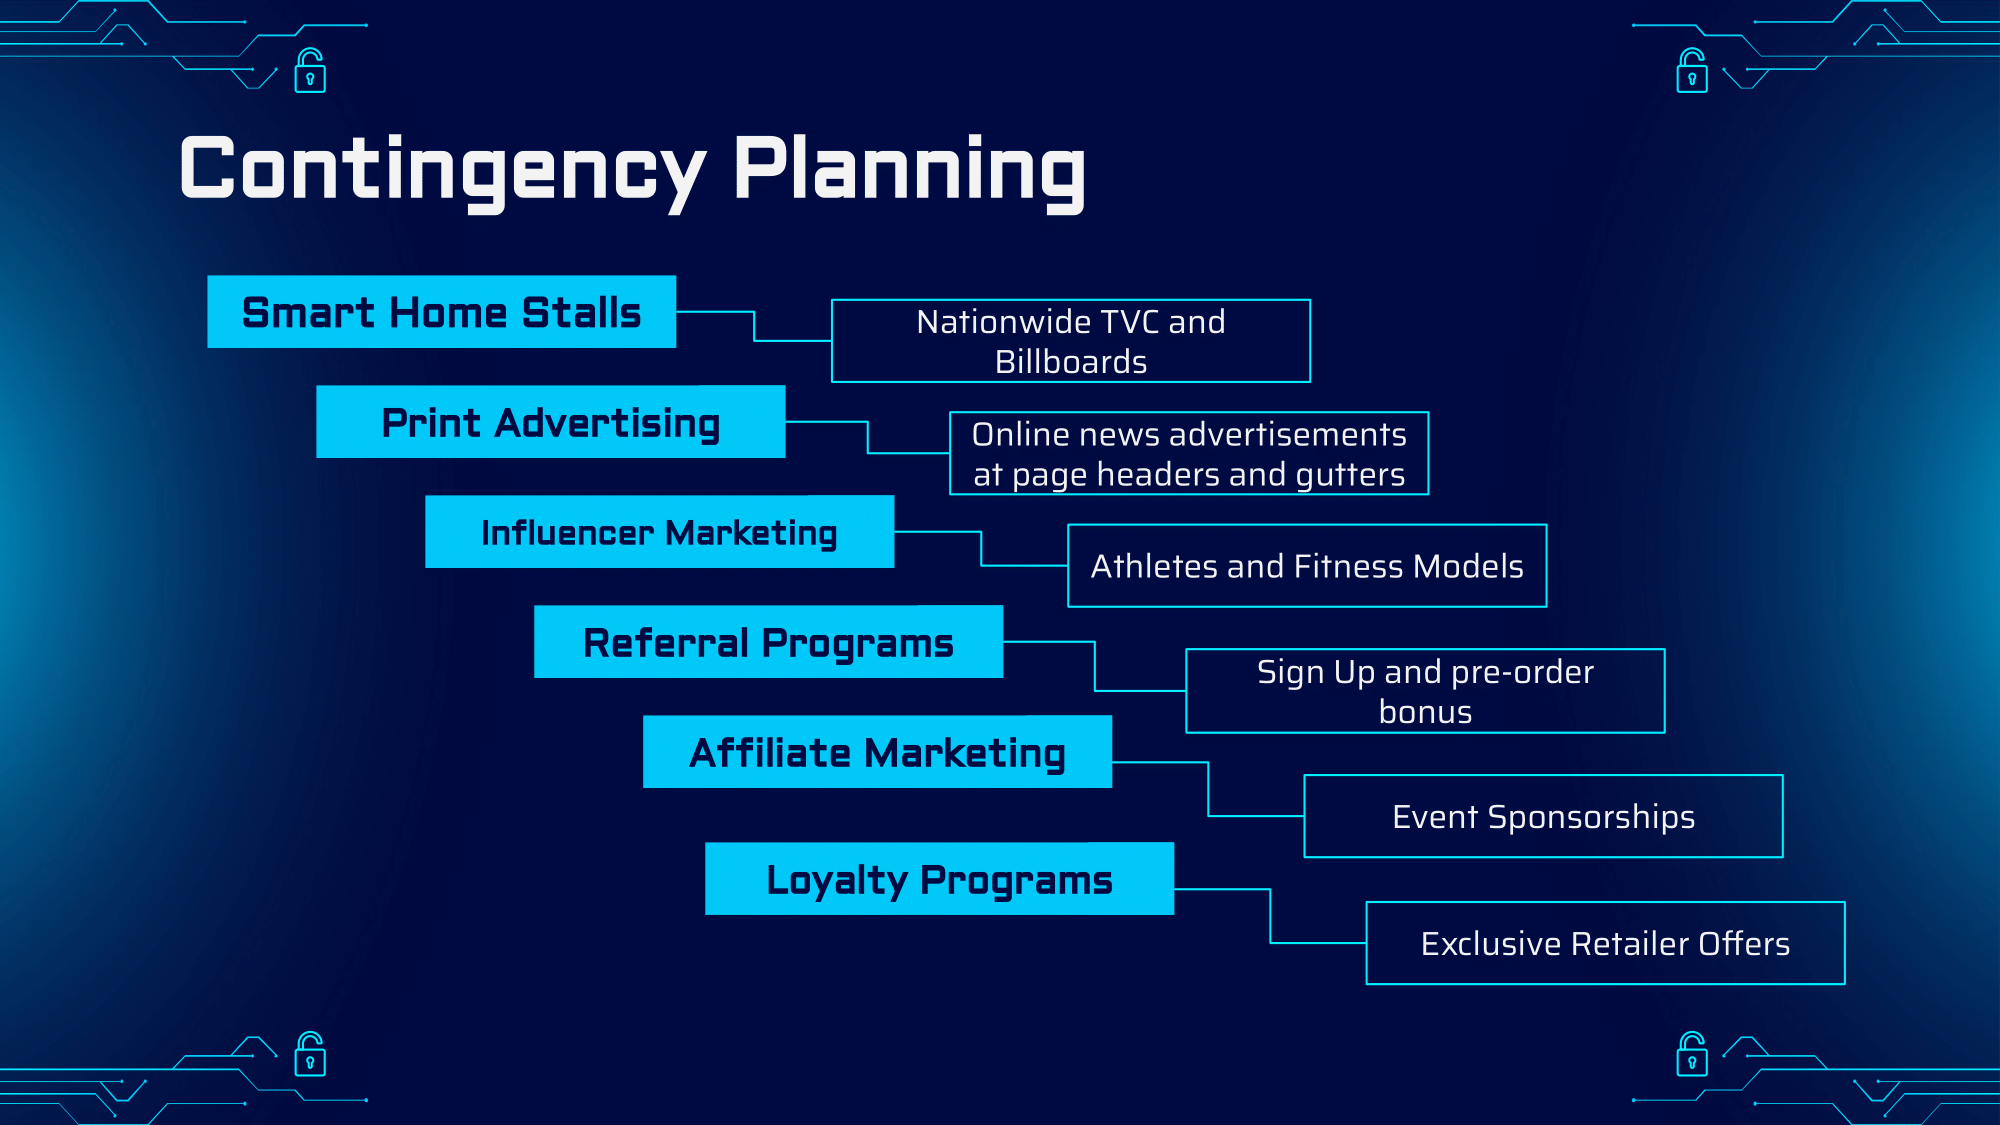 Contingency Planning
Smart Home Stalls
Nationwide TVC and
Billboards
Print Advertising
Online news advertisements
at page headers and gutters
Influencer Marketing
Athletes and Fitness Models
Referral Programs
Sign Up and pre-order
bonus
Affiliate Marketing
Event Sponsorships
Loyalty Programs
Exclusive Retailer Offers